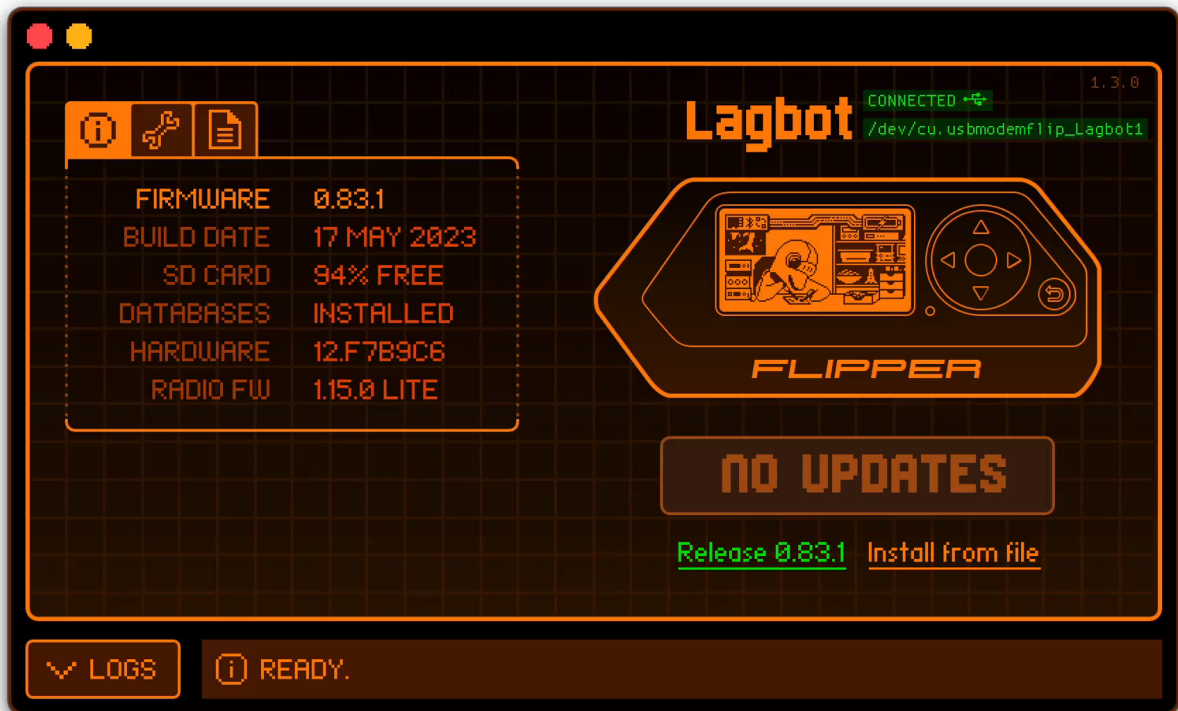 1.3.0
Lagbot
CONNECTED
/dev/cu.usbmodemflip_Lagbot1
FIRMWARE 0.83.1
BUILD DATE 17 MAY 2023
SD CARD 94% FREE
DATABASES INSTALLED
HARDWARE 12.F7B9C6
RADIO FW 1.15.0 LITE
FLIPPER
NO UPDATES
Release 0.83.1 Install from file
LOGS
READY.